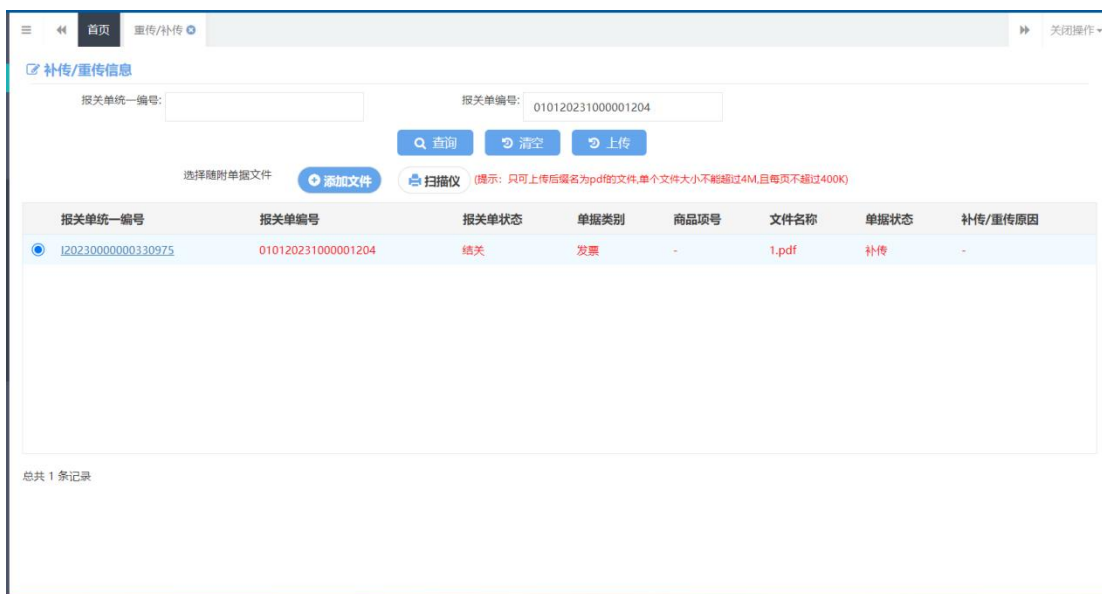 首页 重传/补传 关闭操作
补传/重传信息
报关单统一编号: 报关单编号: 010120231000001204
查询 清空 上传
选择随附单据文件 添加文件 扫描仪 (提示：只可上传后缀名为pdf的文件,单个文件大小不能超过4M,且每页不超过400K)
报关单统一编号 报关单编号 报关单状态 单据类别 商品项号 文件名称 单据状态 补传/重传原因
I20230000000330975 010120231000001204 结关 发票 - 1.pdf 补传 -
总共 1 条记录